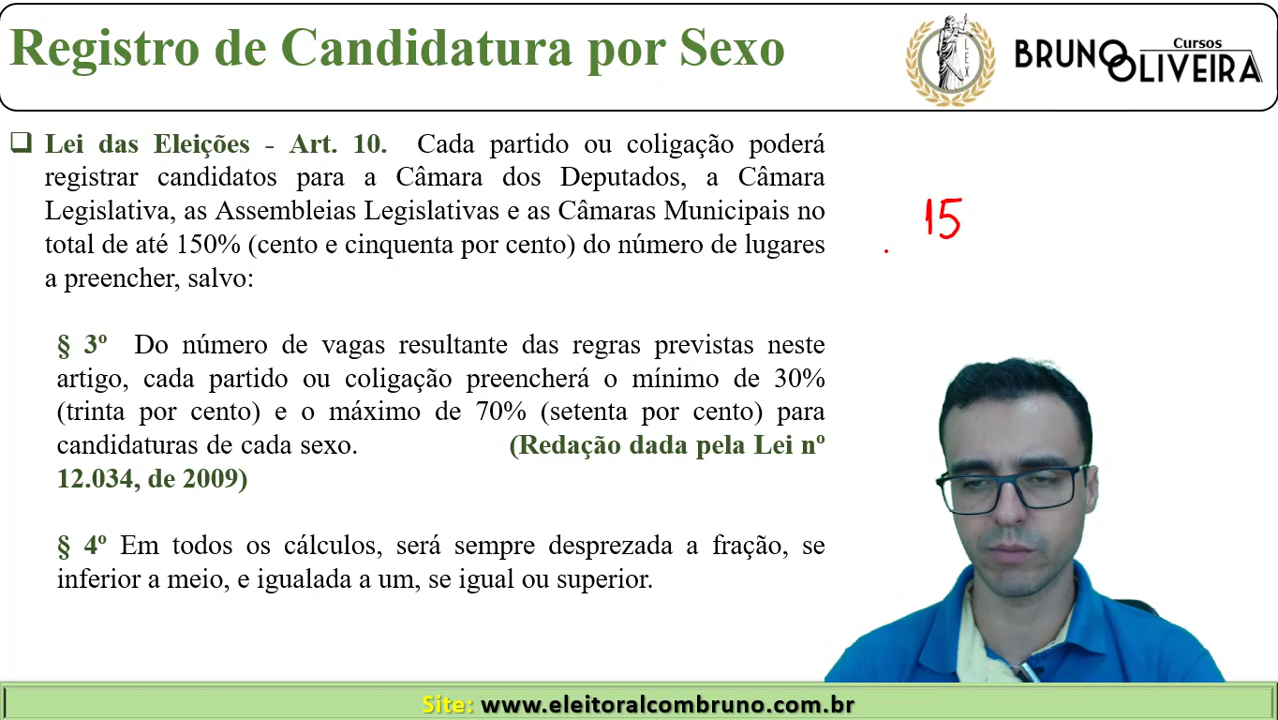 Registro de Candidatura por Sexo
Cursos
BRUNO OLIVEIRA
LEX
Lei das Eleições - Art. 10. Cada partido ou coligação poderá
registrar candidatos para a Câmara dos Deputados, a Câmara
Legislativa, as Assembleias Legislativas e as Câmaras Municipais no
total de até 150% (cento e cinquenta por cento) do número de lugares
a preencher, salvo:
15
§ 3º Do número de vagas resultante das regras previstas neste
artigo, cada partido ou coligação preencherá o mínimo de 30%
(trinta por cento) e o máximo de 70% (setenta por cento) para
candidaturas de cada sexo. (Redação dada pela Lei nº
12.034, de 2009)
§ 4º Em todos os cálculos, será sempre desprezada a fração, se
inferior a meio, e igualada a um, se igual ou superior.
Site: www.eleitoralcombruno.com.br